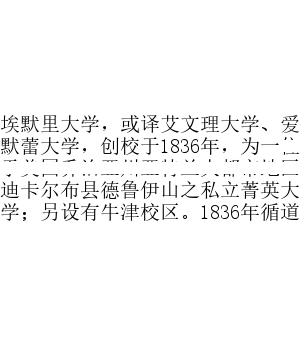 埃默里大学，或译艾文理大学、爱
默蕾大学，创校于1836年，为一
迪卡尔布县德鲁伊山之私立菁英大
学；另设有牛津校区。1836年循道